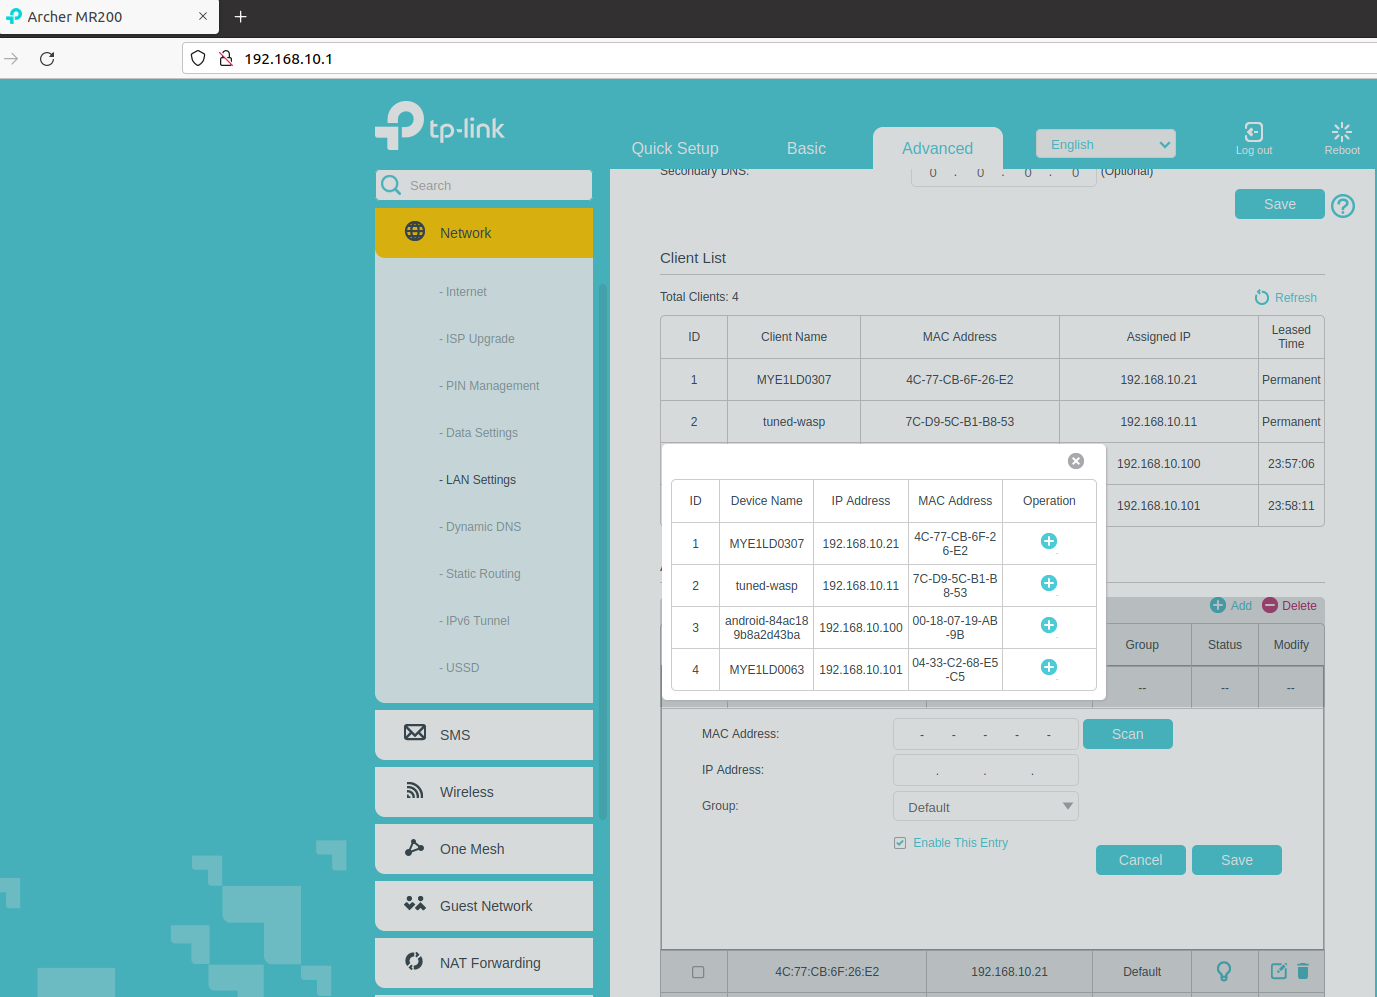 Archer MR200
192.168.10.1
tp-link
Quick Setup
Basic
Advanced
English
Log out
Reboot
Search
Network
- Internet
- ISP Upgrade
- PIN Management
- Data Settings
- LAN Settings
- Dynamic DNS
- Static Routing
- IPv6 Tunnel
- USSD
SMS
Wireless
One Mesh
Guest Network
NAT Forwarding
Secondary DNS: 0 . 0 . 0 . 0 (Optional)
Save
Client List
Total Clients: 4
Refresh
ID Client Name MAC Address Assigned IP Leased Time
1 MYE1LD0307 4C-77-CB-6F-26-E2 192.168.10.21 Permanent
2 tuned-wasp 7C-D9-5C-B1-B8-53 192.168.10.11 Permanent
192.168.10.100 23:57:06
192.168.10.101 23:58:11
ID Device Name IP Address MAC Address Operation
1 MYE1LD0307 192.168.10.21 4C-77-CB-6F-26-E2
2 tuned-wasp 192.168.10.11 7C-D9-5C-B1-B8-53
3 android-84ac189b8a2d43ba 192.168.10.100 00-18-07-19-AB-9B
4 MYE1LD0063 192.168.10.101 04-33-C2-68-E5-C5
Add Delete
Group Status Modify
-- -- --
MAC Address: - - - - - Scan
IP Address: . . .
Group: Default
Enable This Entry
Cancel Save
4C:77:CB:6F:26:E2 192.168.10.21 Default